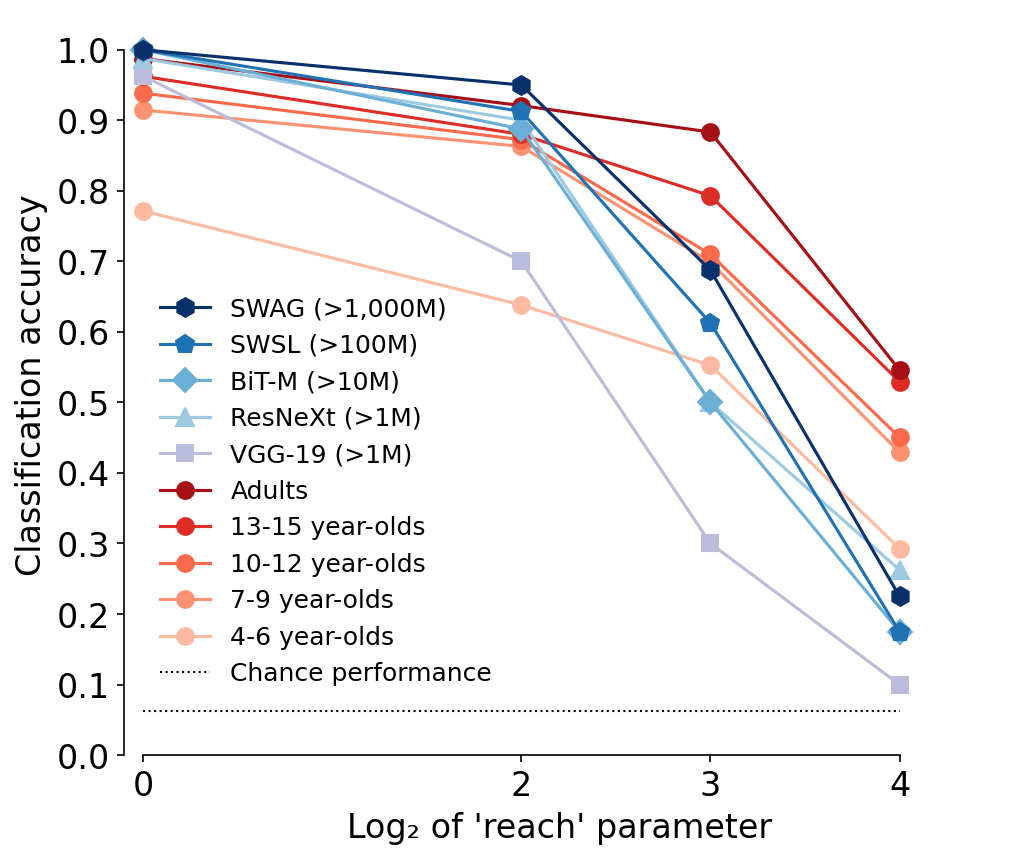 1.0
0.9
0.8
0.7
0.6
0.5
0.4
0.3
0.2
0.1
0.0
Classification accuracy
SWAG (>1,000M)
SWSL (>100M)
BiT-M (>10M)
ResNeXt (>1M)
VGG-19 (>1M)
Adults
13-15 year-olds
10-12 year-olds
7-9 year-olds
4-6 year-olds
Chance performance
0 2 3 4
Log₂ of 'reach' parameter